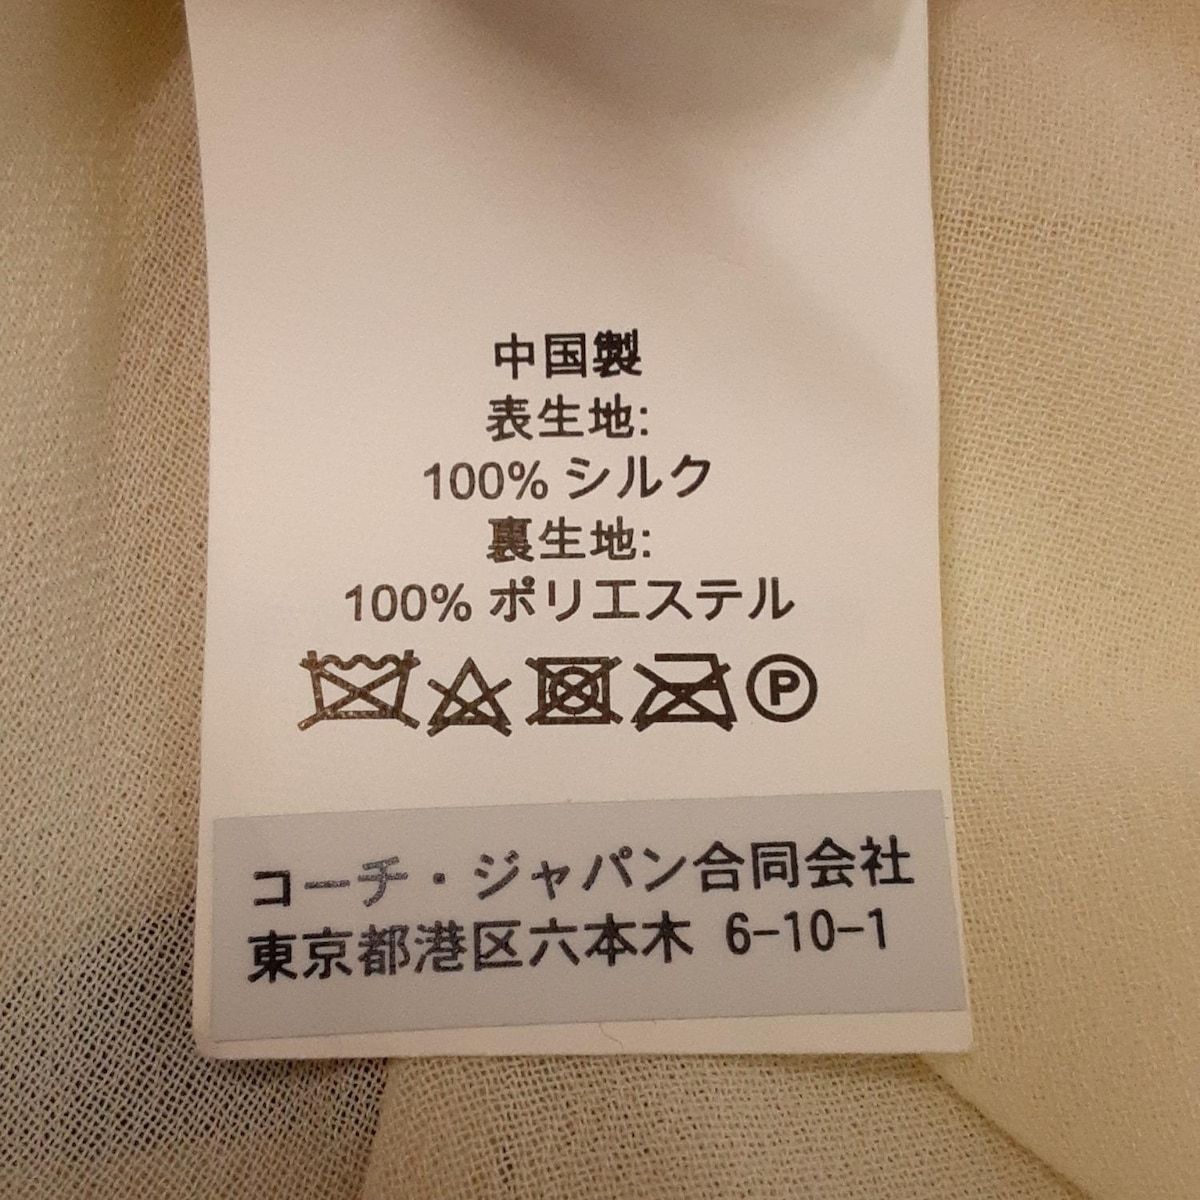 中国製
表生地:
100% シルク
裏生地:
100% ポリエステル
P
コーチ・ジャパン合同会社
東京都港区六本木 6-10-1